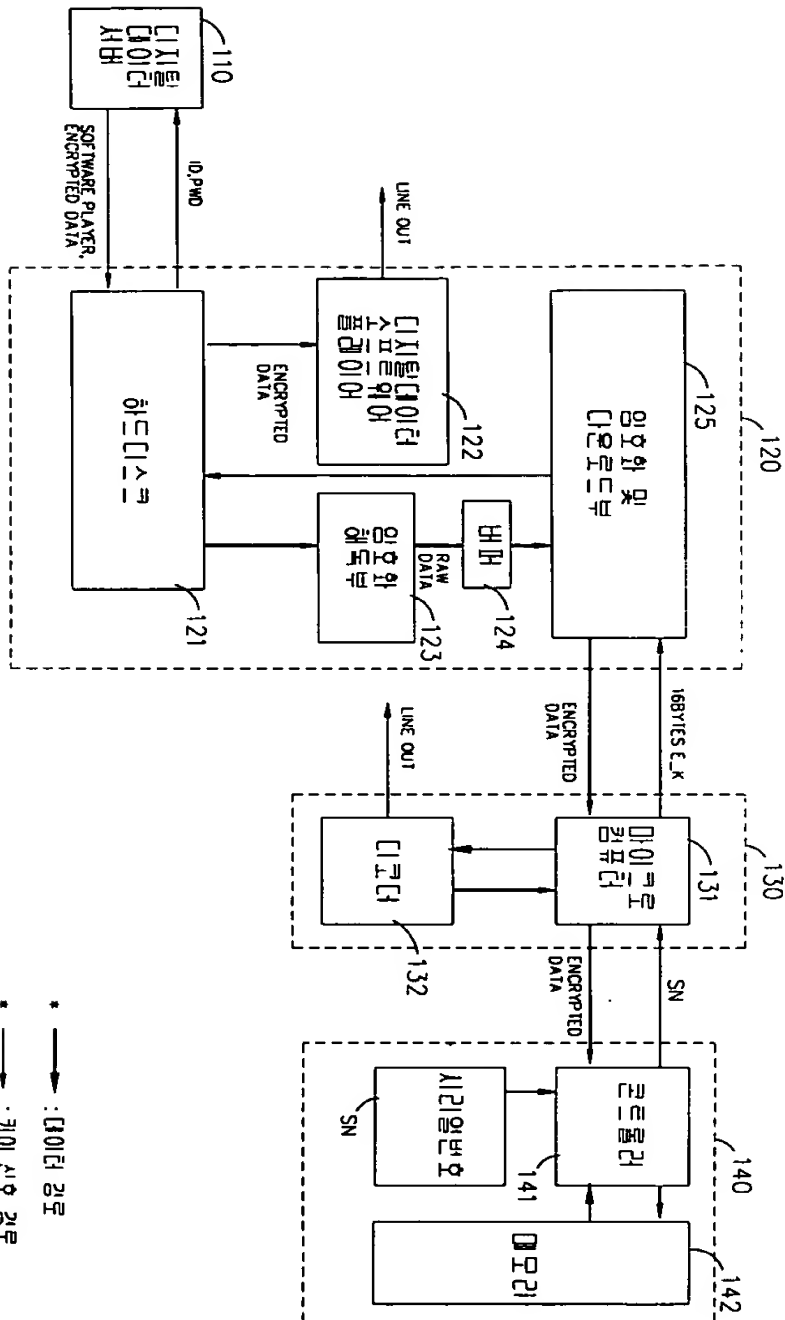 110
디지털
데이터
서버
ID,PWD
SOFTWARE PLAYER,
ENCRYPTED DATA
120
125
암호화 및
다운로드부
LINE OUT
디지털데이터
소프트웨어
플레이어
122
ENCRYPTED
DATA
암호화
해독부
123
RAW
DATA
버퍼
124
하드디스크
121
16BYTES E_K
ENCRYPTED
DATA
130
마이크로
컴퓨터
131
LINE OUT
디코더
132
SN
ENCRYPTED
DATA
140
콘트롤러
141
시리얼번호
SN
메모리
142
* : 데이터 경로
* : 키이 신호 경로